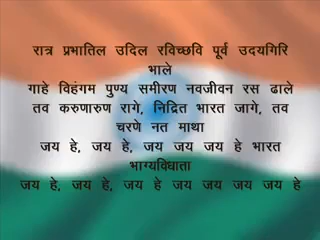 रात्र प्रभातिल उदिल रविच्छवि पूर्व उदयगिरि
भाले
गाहे विहंगम पुण्य समीरण नवजीवन रस ढाले
तव करुणारुण रागे, निद्रित भारत जागे, तव
चरणे नत माथा
जय हे, जय हे, जय जय जय हे भारत
भाग्यविधाता
जय हे, जय हे, जय हे जय जय जय जय हे